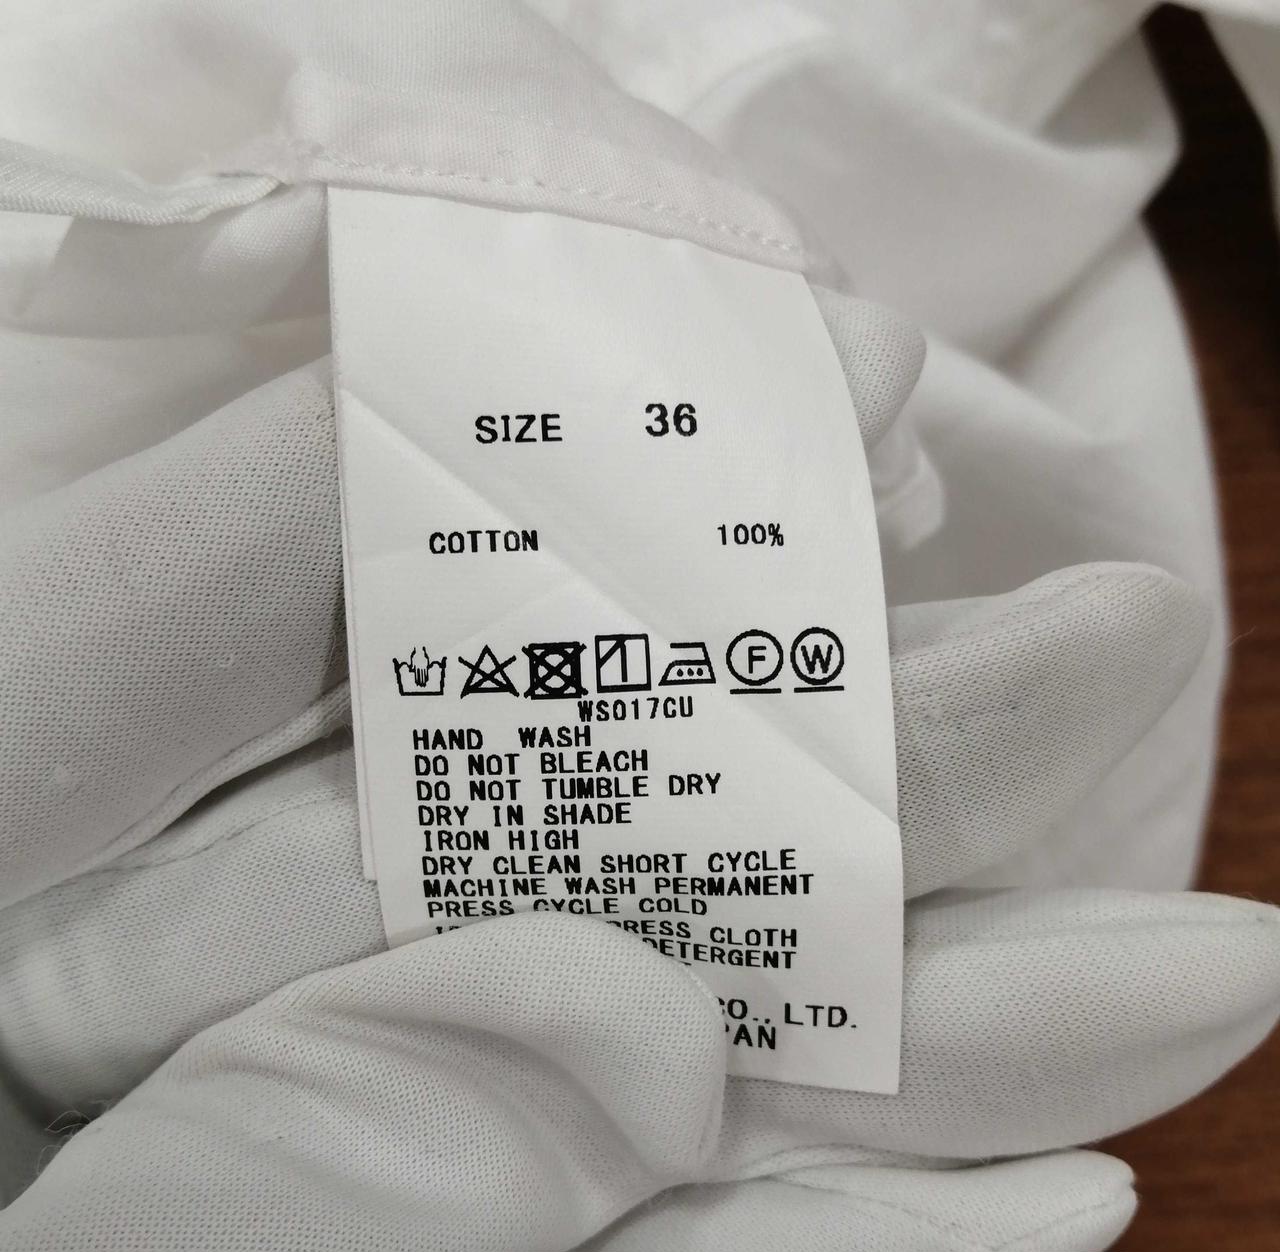 SIZE 36
COTTON 100%
F W
WS017CU
HAND WASH
DO NOT BLEACH
DO NOT TUMBLE DRY
DRY IN SHADE
IRON HIGH
DRY CLEAN SHORT CYCLE
MACHINE WASH PERMANENT
PRESS CYCLE COLD
PRESS CLOTH
DETERGENT
CO., LTD.